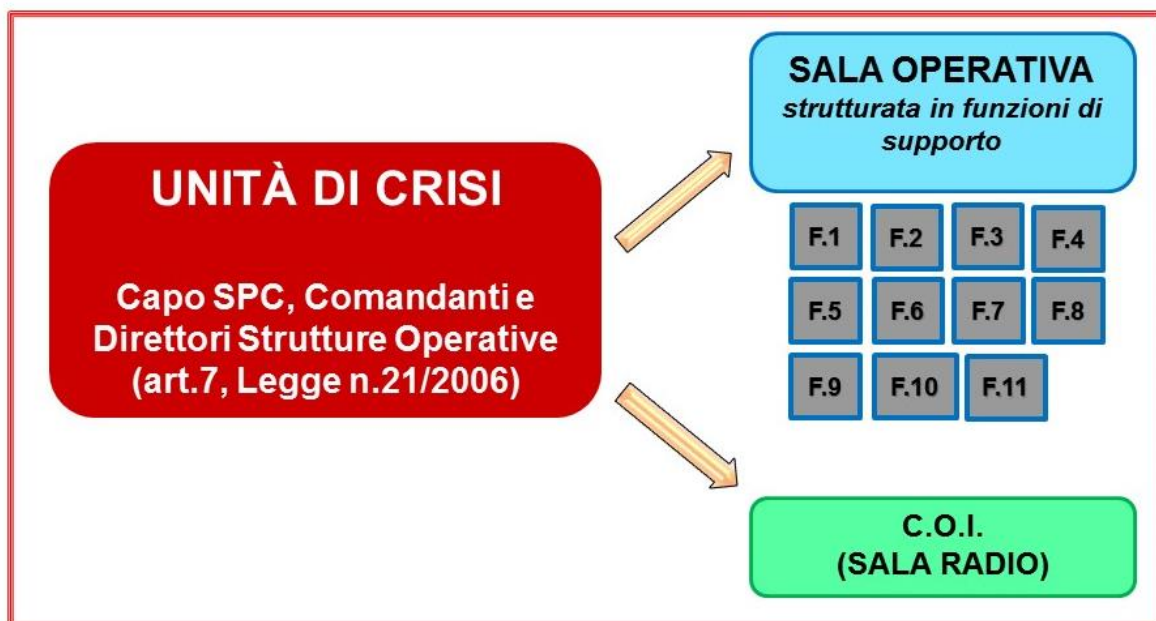 UNITÀ DI CRISI
Capo SPC, Comandanti e
Direttori Strutture Operative
(art.7, Legge n.21/2006)
SALA OPERATIVA
strutturata in funzioni di
supporto
F.1 F.2 F.3 F.4
F.5 F.6 F.7 F.8
F.9 F.10 F.11
C.O.I.
(SALA RADIO)